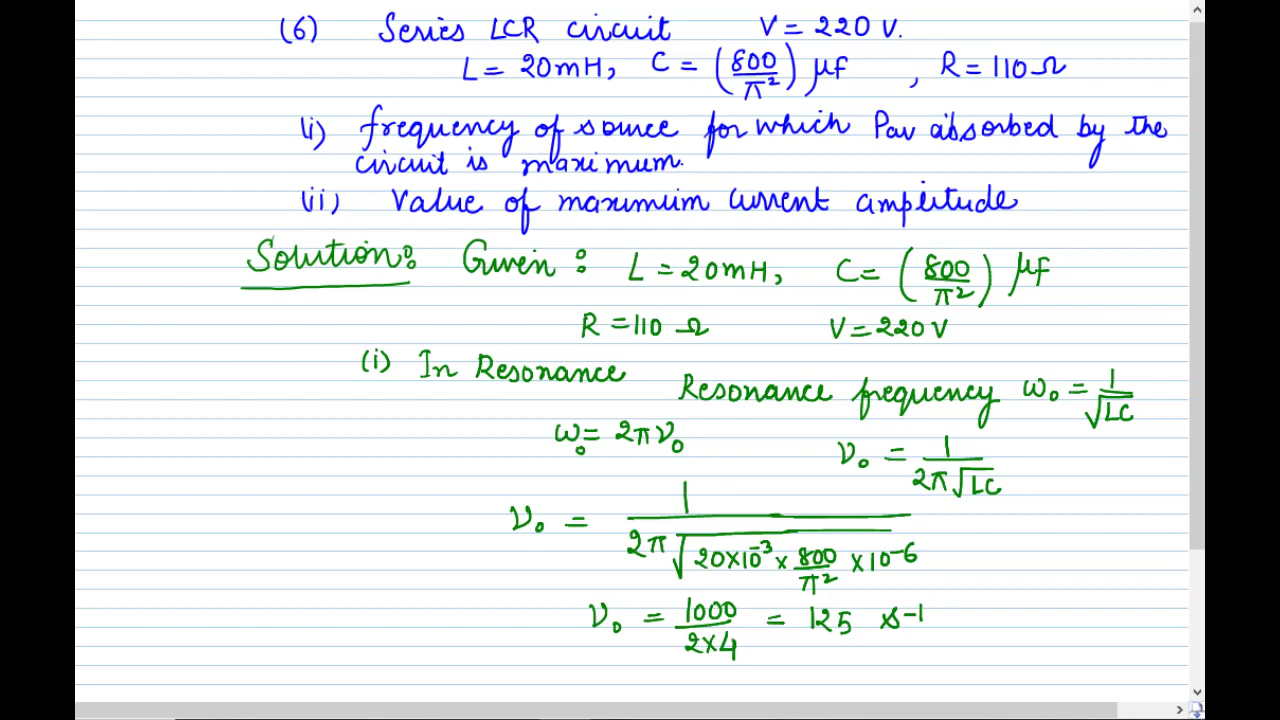 (6) Series LCR circuit V = 220 V.
L = 20mH, C = (800/π²) μf, R = 110 Ω
(i) frequency of source for which Pav absorbed by the
circuit is maximum.
(ii) Value of maximum current amplitude
Solution: Given: L = 20mH, C = (800/π²) μf
R = 110 Ω V = 220 V
(i) In Resonance
Resonance frequency ω₀ = 1/√LC
ω₀ = 2πν₀ ν₀ = 1/2π√LC
ν₀ = 1/2π√20×10⁻³×800/π²×10⁻⁶
ν₀ = 1000/2×4 = 125 s⁻¹